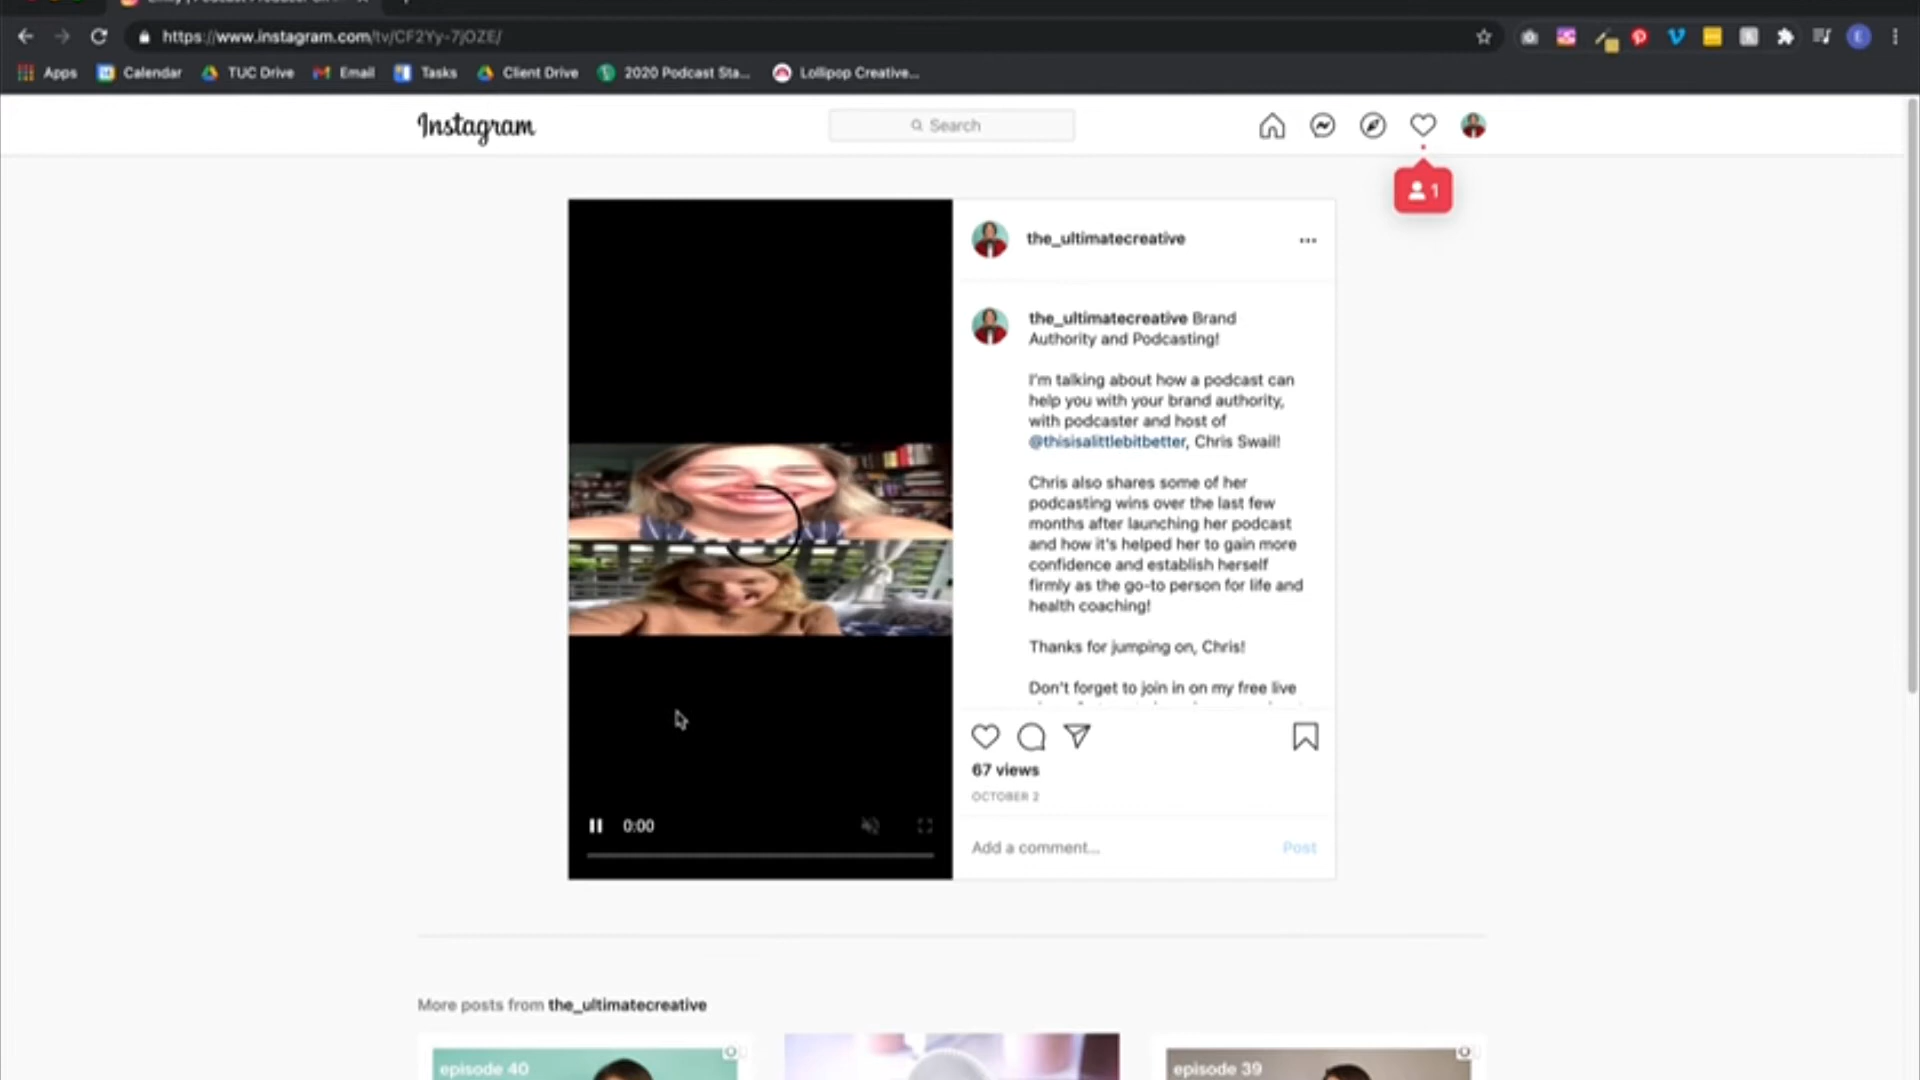 https://www.instagram.com/tv/CF2Yy-7jOZE/
Apps Calendar TUC Drive Email Tasks Client Drive 2020 Podcast Sta... Lollipop Creative...
Instagram
Search
1
the_ultimatecreative
the_ultimatecreative Brand
Authority and Podcasting!
I'm talking about how a podcast can
help you with your brand authority,
with podcaster and host of
@thisisalittlebitbetter, Chris Swail!
Chris also shares some of her
podcasting wins over the last few
months after launching her podcast
and how it's helped her to gain more
confidence and establish herself
firmly as the go-to person for life and
health coaching!
Thanks for jumping on, Chris!
Don't forget to join in on my free live
67 views
OCTOBER 2
0:00
Add a comment... Post
More posts from the_ultimatecreative
episode 40
episode 39